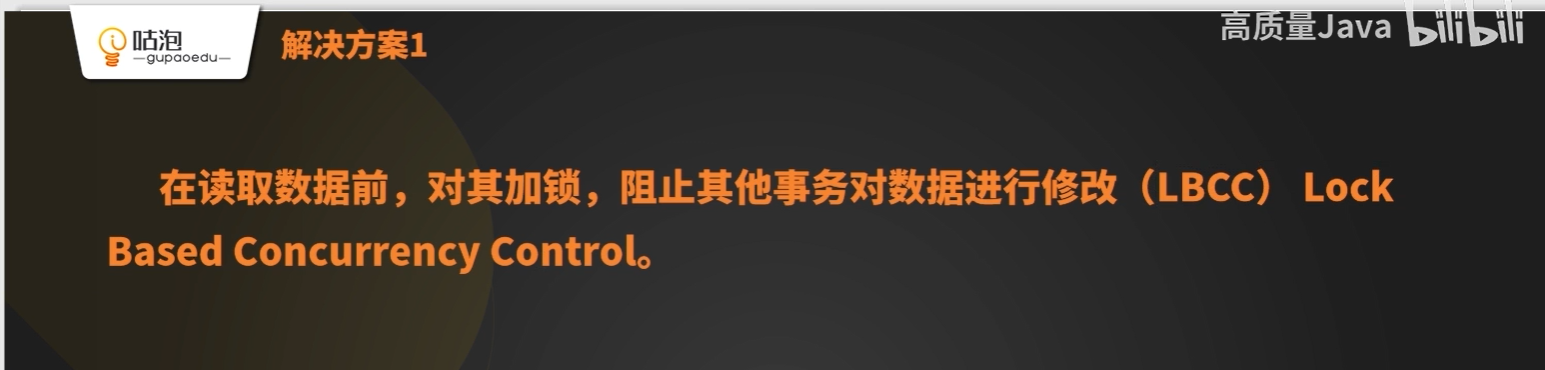 咕泡
gupaoedu
解决方案1
高质量Java bilibili
在读取数据前，对其加锁，阻止其他事务对数据进行修改（LBCC） Lock
Based Concurrency Control。